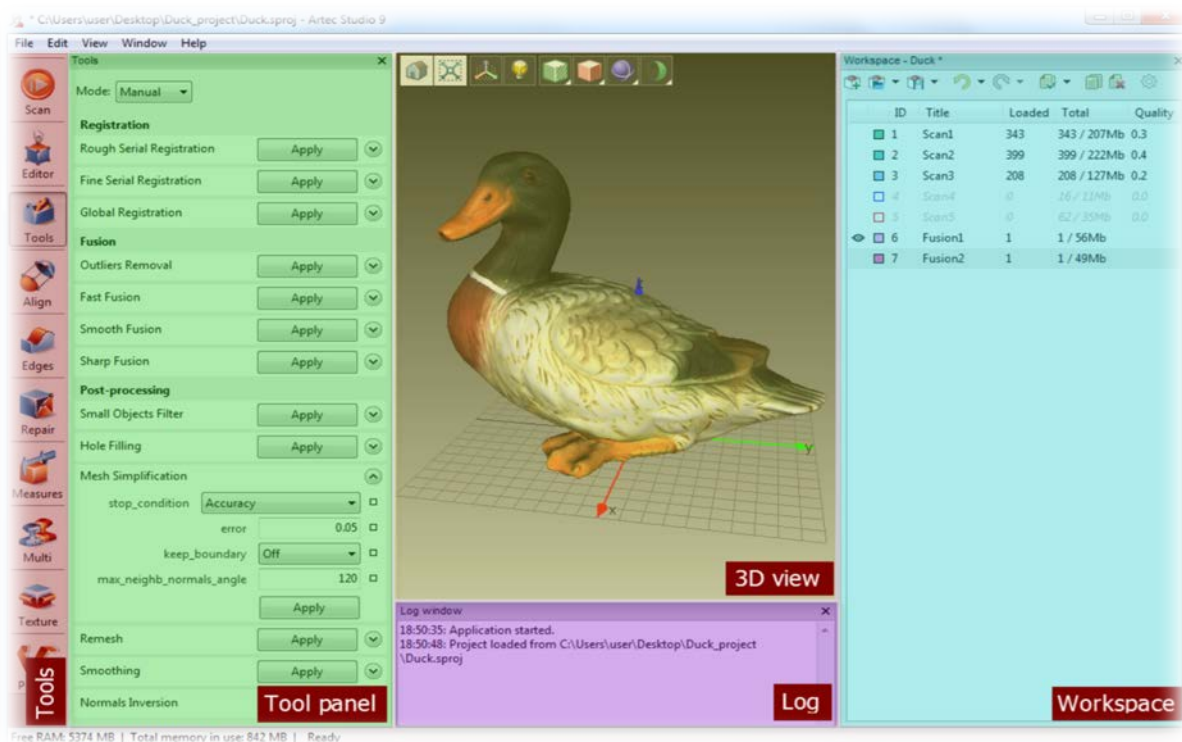 * C:\Users\user\Desktop\Duck_project\Duck.sproj - Artec Studio 9
File Edit View Window Help
Scan
Editor
Tools
Align
Edges
Repair
Measures
Multi
Texture
Tools
Tools
Mode: Manual
Registration
Rough Serial Registration Apply
Fine Serial Registration Apply
Global Registration Apply
Fusion
Outliers Removal Apply
Fast Fusion Apply
Smooth Fusion Apply
Sharp Fusion Apply
Post-processing
Small Objects Filter Apply
Hole Filling Apply
Mesh Simplification
stop_condition Accuracy
error 0.05
keep_boundary Off
max_neighb_normals_angle 120
Apply
Remesh Apply
Smoothing Apply
Normals Inversion
Tool panel
y
x
3D view
Log window
18:50:35: Application started.
18:50:48: Project loaded from C:\Users\user\Desktop\Duck_project
\Duck.sproj
Log
Workspace - Duck *
ID Title Loaded Total Quality
1 Scan1 343 343 / 207Mb 0.3
2 Scan2 399 399 / 222Mb 0.4
3 Scan3 208 208 / 127Mb 0.2
4 Scan4 0 16 / 11Mb 0.0
5 Scan5 0 62 / 35Mb 0.0
6 Fusion1 1 1 / 56Mb
7 Fusion2 1 1 / 49Mb
Workspace
Free RAM: 5374 MB | Total memory in use: 842 MB | Ready